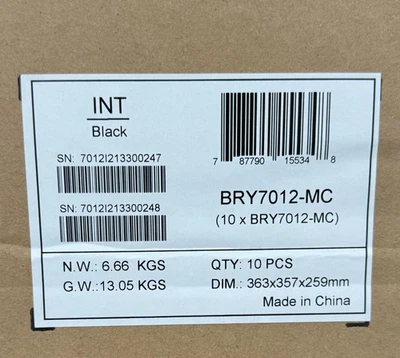 INT
Black
SN: 7012I213300247
SN: 7012I213300248
7 87790 15534 8
BRY7012-MC
(10 x BRY7012-MC)
N.W.: 6.66 KGS
G.W.: 13.05 KGS
QTY: 10 PCS
DIM.: 363x357x259mm
Made in China